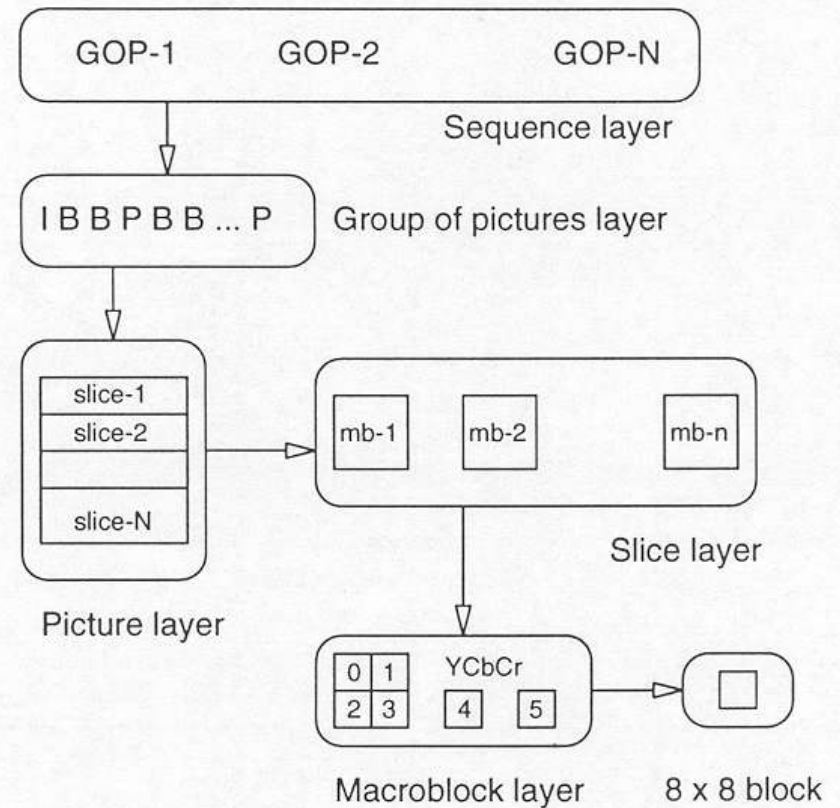 GOP-1 GOP-2 GOP-N
Sequence layer
I B B P B B ... P
Group of pictures layer
slice-1
slice-2
slice-N
Picture layer
mb-1 mb-2 mb-n
Slice layer
0 1
2 3
YCbCr
4 5
Macroblock layer
8 x 8 block